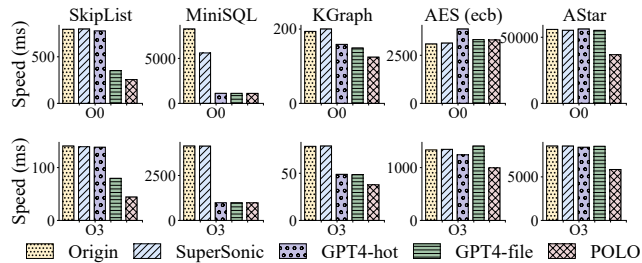 SkipList MiniSQL KGraph AES (ecb) AStar
Speed (ms) 500 0 5000 0 200 100 0 2500 0 50000 0
O0 O0 O0 O0 O0
Speed (ms) 100 0 2500 0 50 0 1000 0 5000 0
O3 O3 O3 O3 O3
Origin SuperSonic GPT4-hot GPT4-file POLO